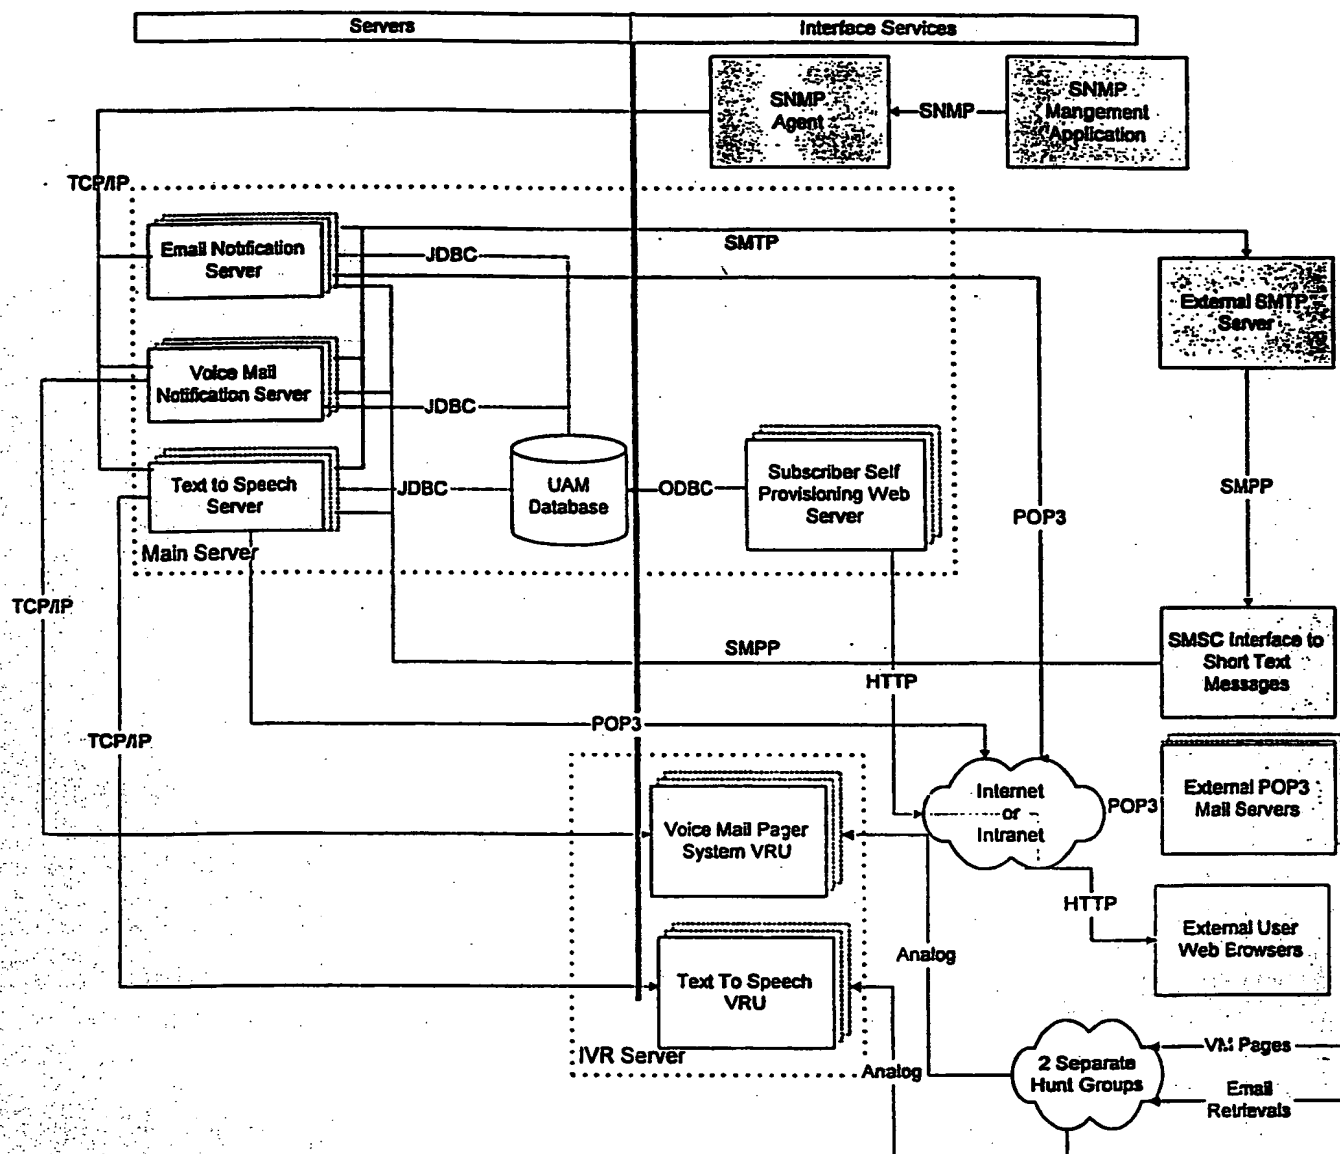 Servers
Interface Services
SNMP
Agent
SNMP
SNMP
Mangement
Application
TCP/IP
Email Notification
Server
JDBC
SMTP
External SMTP
Server
Voice Mail
Notification Server
JDBC
Text to Speech
Server
JDBC
UAM
Database
ODBC
Subscriber Self
Provisioning Web
Server
POP3
SMPP
Main Server
TCP/IP
SMPP
SMSC Interface to
Short Text
Messages
HTTP
POP3
TCP/IP
Internet
or
Intranet
POP3
External POP3
Mail Servers
Voice Mail Pager
System VRU
HTTP
External User
Web Browsers
Analog
Text To Speech
VRU
IVR Server
Analog
2 Separate
Hunt Groups
VM Pages
Email
Retrievals